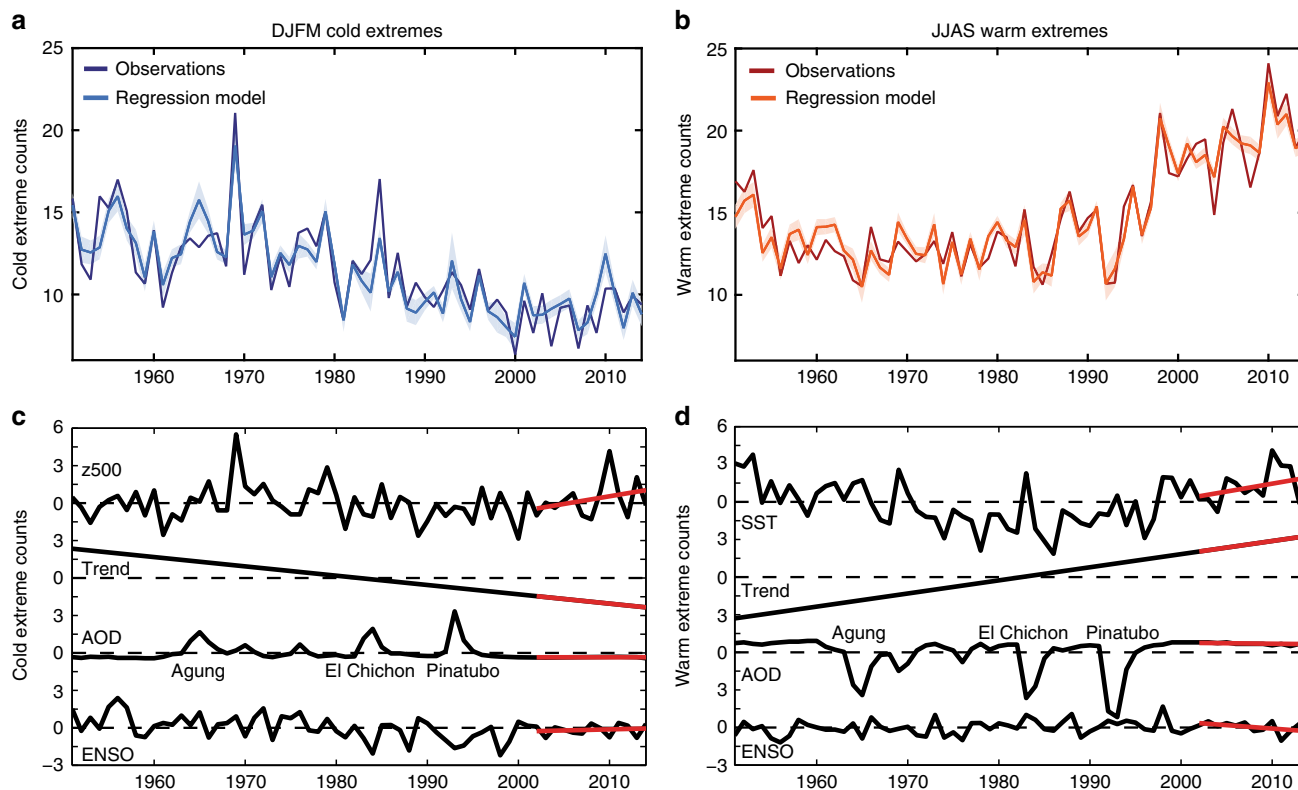 a
DJFM cold extremes
25
20
15
10
Cold extreme counts
Observations
Regression model
1960 1970 1980 1990 2000 2010
b
JJAS warm extremes
25
20
15
10
Warm extreme counts
Observations
Regression model
1960 1970 1980 1990 2000 2010
c
6
3
0
3
0
3
0
3
0
−3
Cold extreme counts
z500
Trend
AOD
Agung El Chichon Pinatubo
ENSO
1960 1970 1980 1990 2000 2010
d
6
3
0
3
0
3
0
3
0
−3
Warm extreme counts
SST
Trend
Agung El Chichon Pinatubo
AOD
ENSO
1960 1970 1980 1990 2000 2010